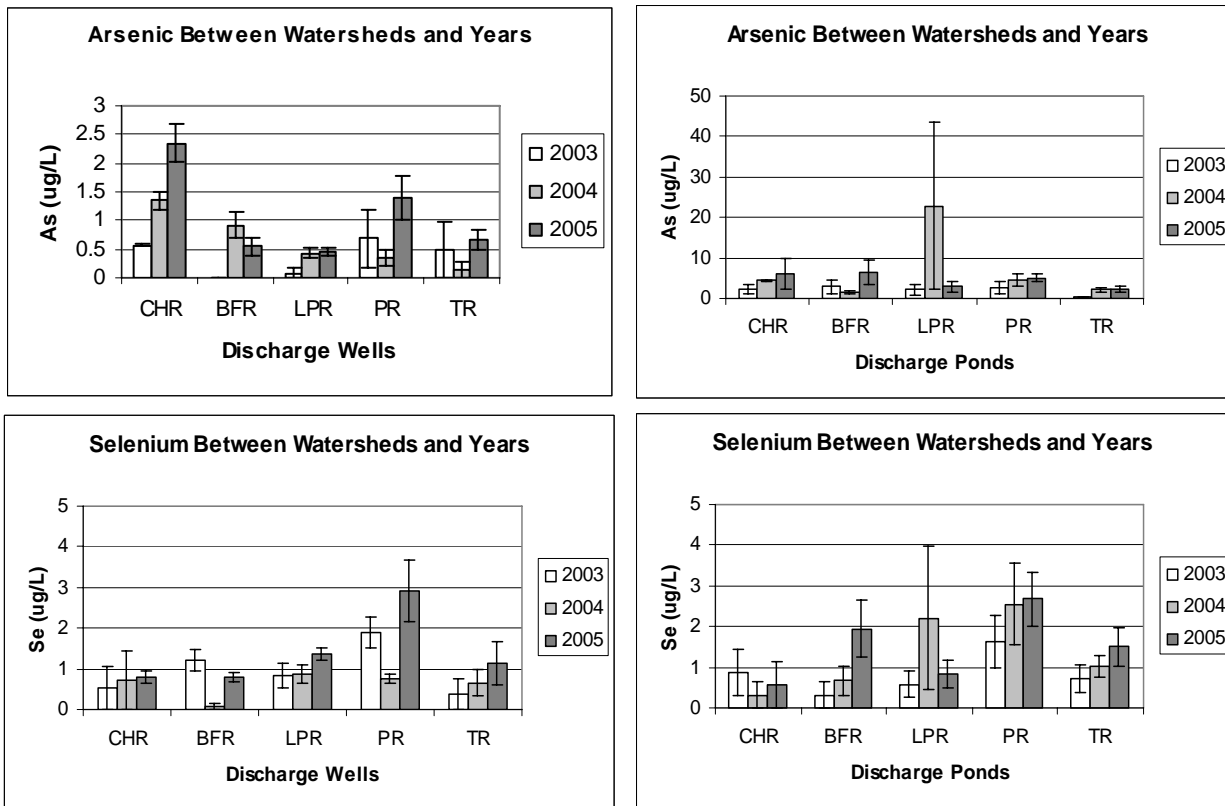 Arsenic Between Watersheds and Years
3
2.5
2
1.5
1
0.5
0
As (ug/L)
CHR BFR LPR PR TR
Discharge Wells
2003
2004
2005
Arsenic Between Watersheds and Years
50
40
30
20
10
0
As (ug/L)
CHR BFR LPR PR TR
Discharge Ponds
2003
2004
2005
Selenium Between Watersheds and Years
5
4
3
2
1
0
Se (ug/L)
CHR BFR LPR PR TR
Discharge Wells
2003
2004
2005
Selenium Between Watersheds and Years
5
4
3
2
1
0
Se (ug/L)
CHR BFR LPR PR TR
Discharge Ponds
2003
2004
2005